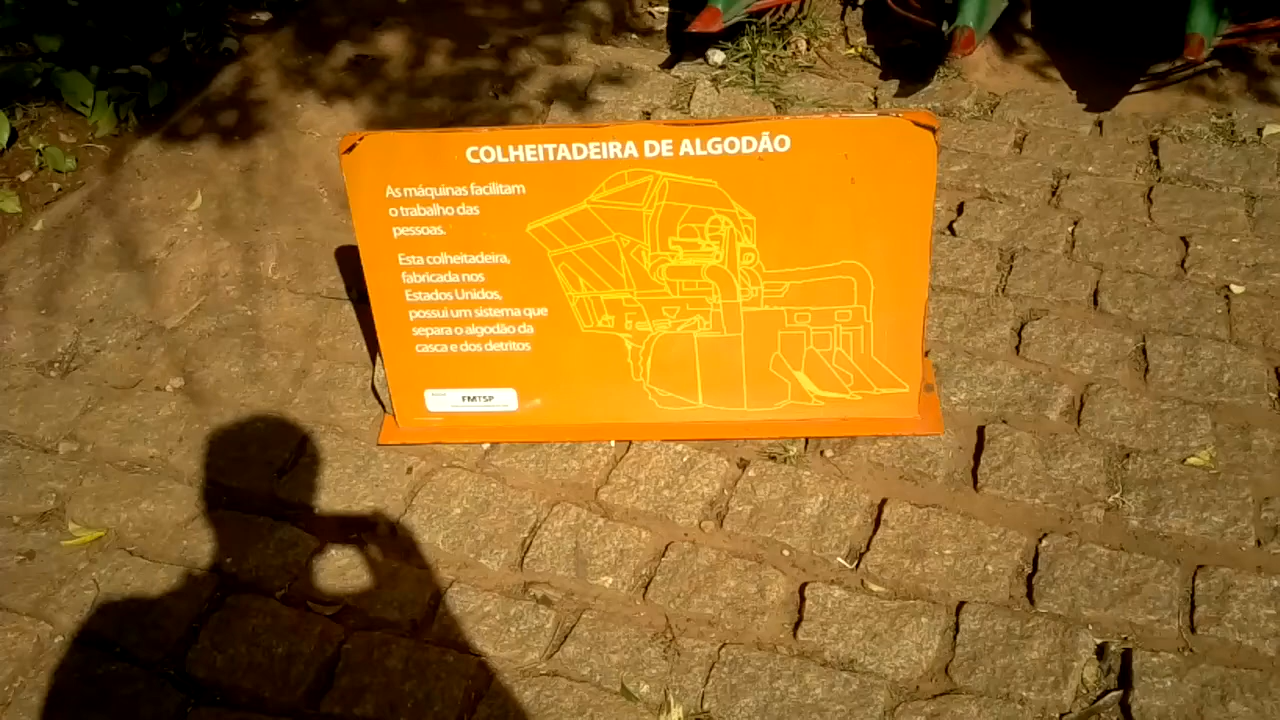 COLHEITADEIRA DE ALGODÃO
As máquinas facilitam
o trabalho das
pessoas.
Esta colheitadeira,
fabricada nos
Estados Unidos,
possui um sistema que
separa o algodão da
casca e dos detritos
FMTSP